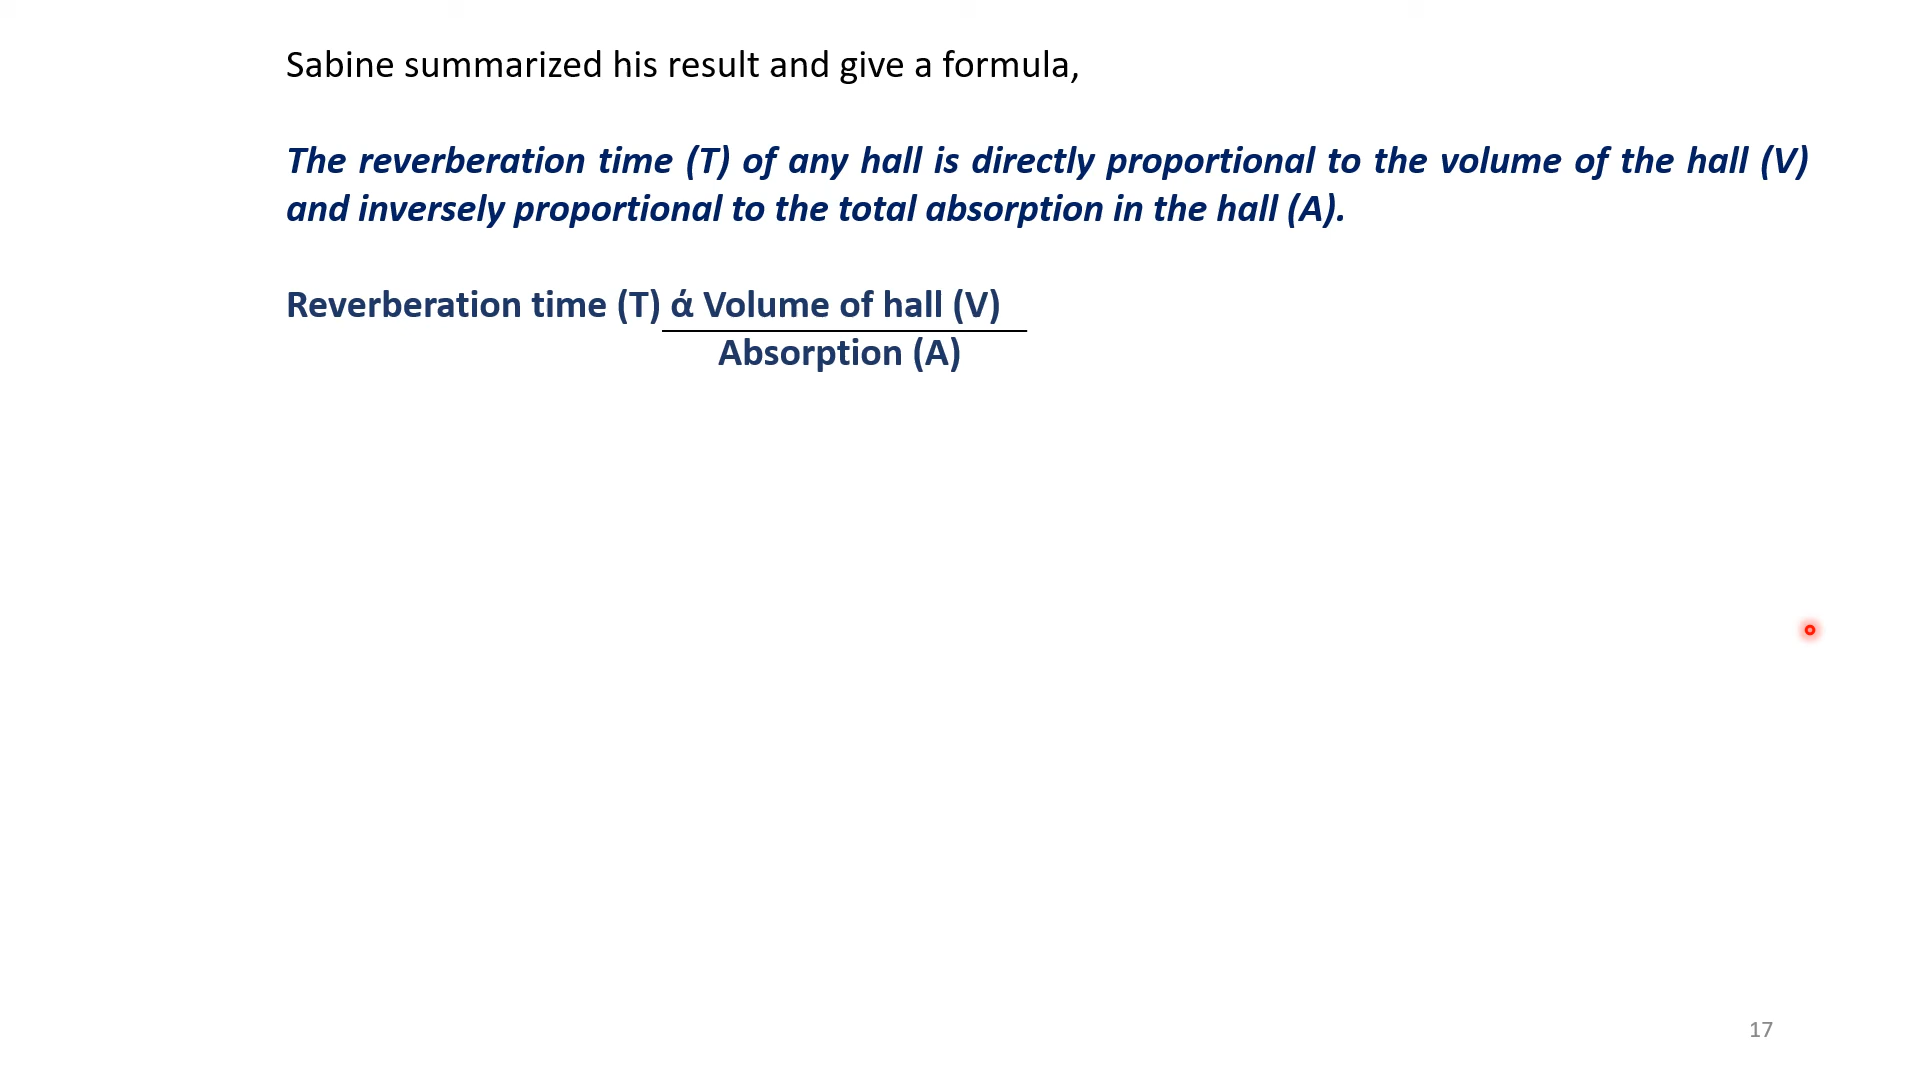 Sabine summarized his result and give a formula,
The reverberation time (T) of any hall is directly proportional to the volume of the hall (V)
and inversely proportional to the total absorption in the hall (A).
Reverberation time (T) ά Volume of hall (V)
Absorption (A)
17